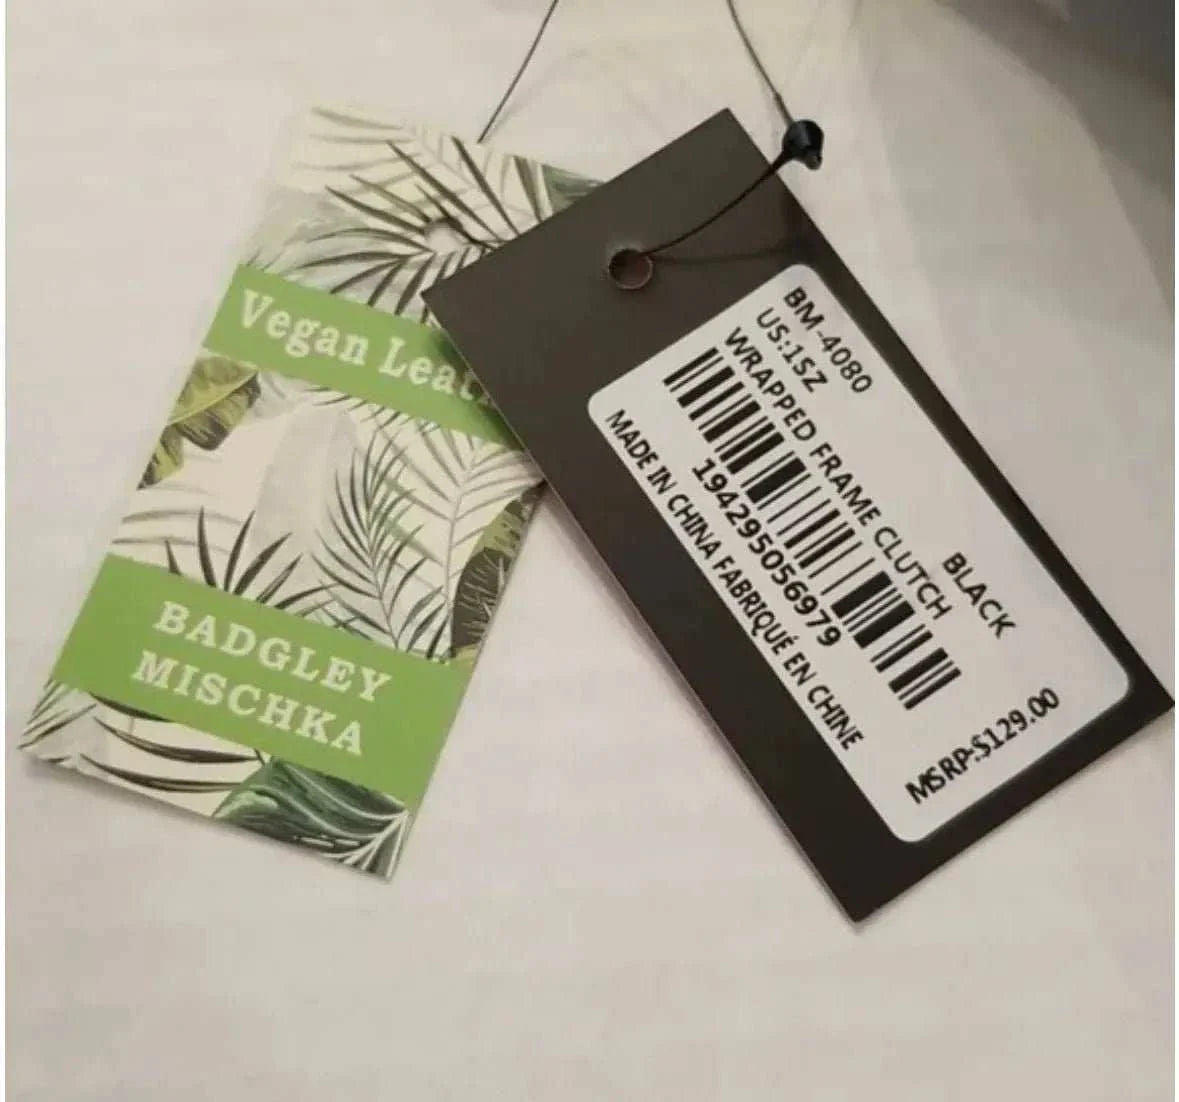 Vegan Leat
BADGLEY
MISCHKA
BM-4080
US:1SZ
BLACK
WRAPPED FRAME CLUTCH
194295056979
MADE IN CHINA FABRIQUÉ EN CHINE
MSRP:$129.00